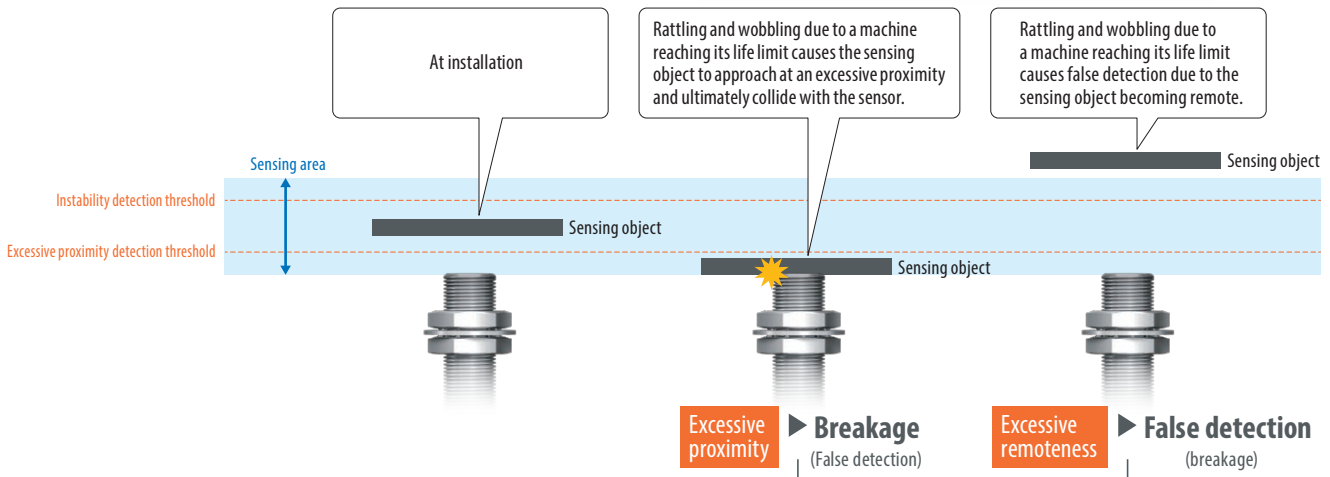 At installation
Rattling and wobbling due to a machine
reaching its life limit causes the sensing
object to approach at an excessive proximity
and ultimately collide with the sensor.
Rattling and wobbling due to
a machine reaching its life limit
causes false detection due to the
sensing object becoming remote.
Sensing area
Sensing object
Instability detection threshold
Sensing object
Excessive proximity detection threshold
Sensing object
Excessive
proximity
Breakage
(False detection)
Excessive
remoteness
False detection
(breakage)